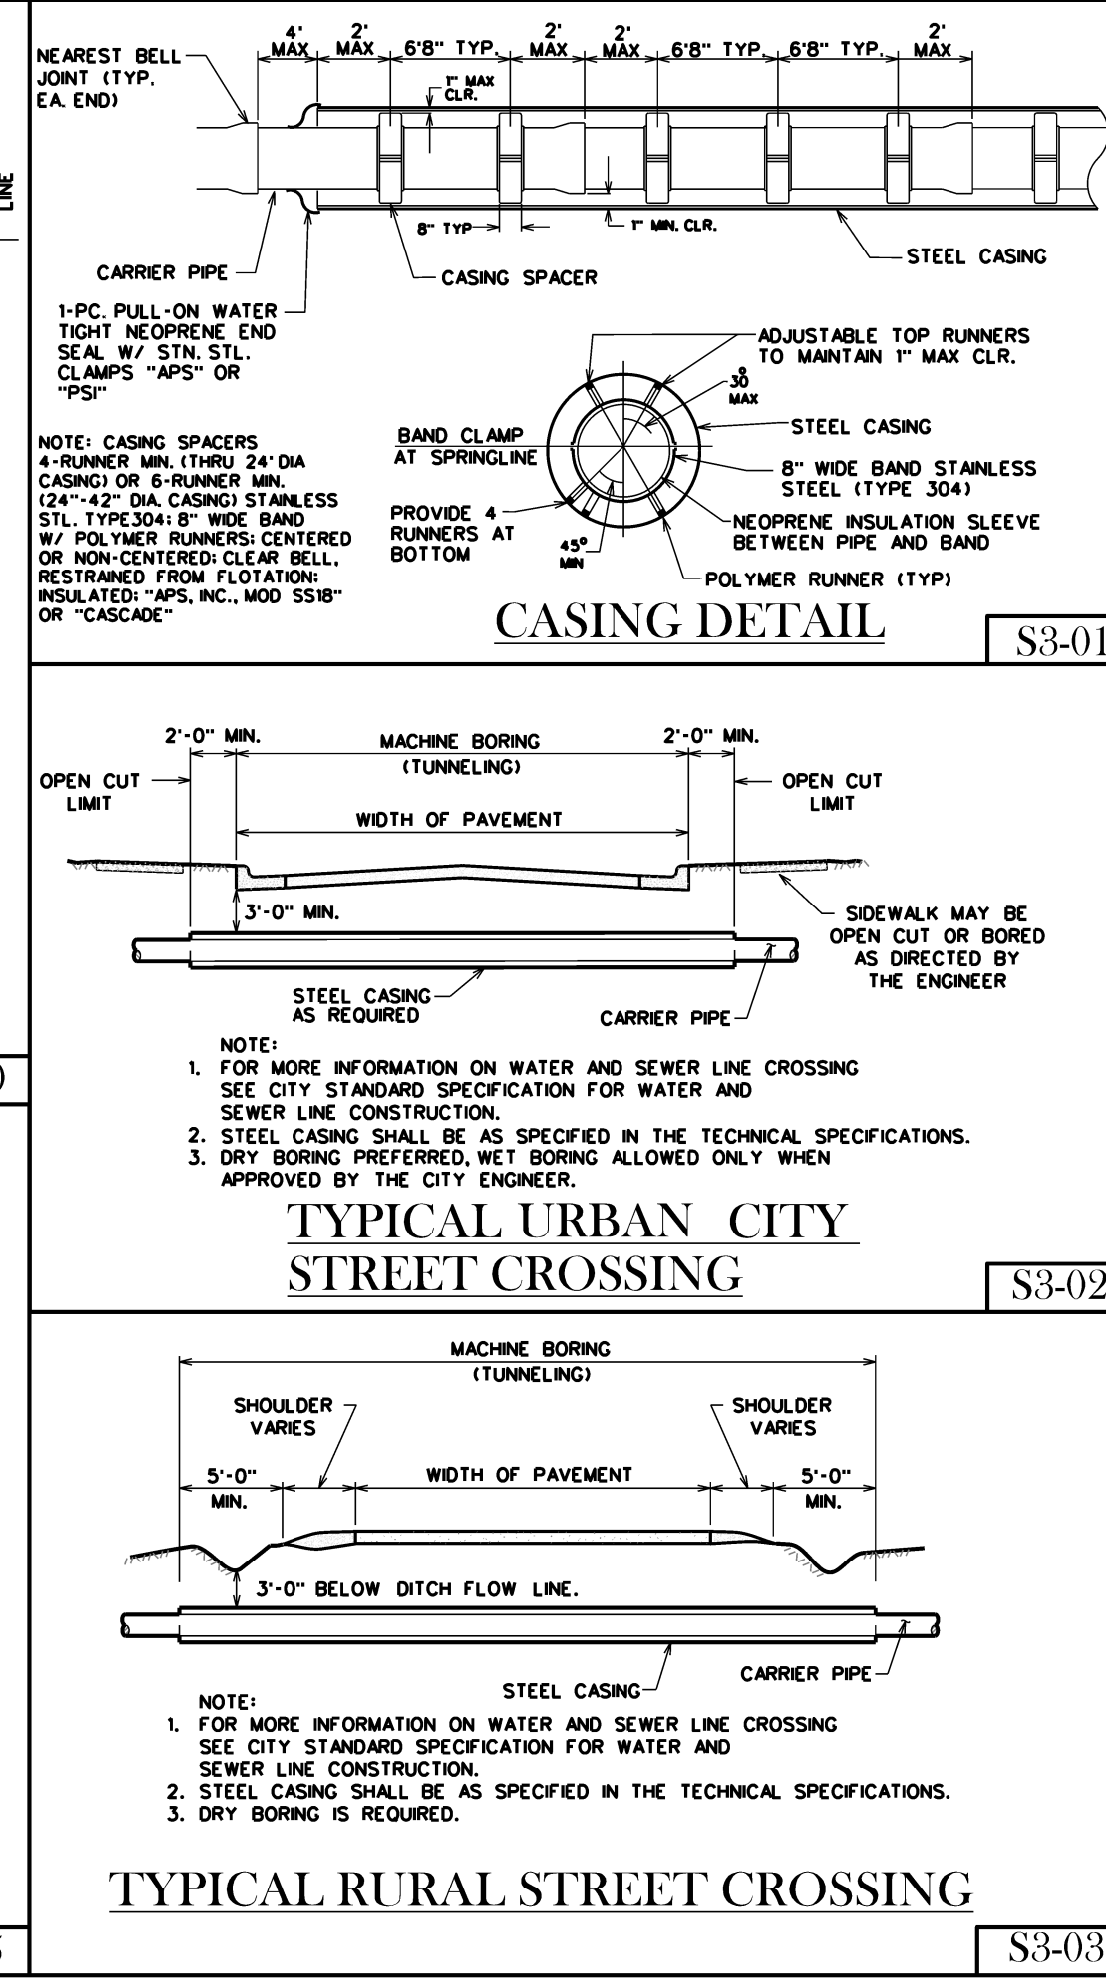 LINE
4'
MAX
2'
MAX
6'8" TYP.
2'
MAX
2'
MAX
6'8" TYP.
6'8" TYP.
2'
MAX
NEAREST BELL
JOINT (TYP.
EA. END)
1" MAX
CLR.
8" TYP
1" MIN. CLR.
STEEL CASING
CARRIER PIPE
CASING SPACER
1-PC. PULL-ON WATER
TIGHT NEOPRENE END
SEAL W/ STN. STL.
CLAMPS "APS" OR
"PSI"
ADJUSTABLE TOP RUNNERS
TO MAINTAIN 1" MAX CLR.
30°
MAX
STEEL CASING
BAND CLAMP
AT SPRINGLINE
8" WIDE BAND STAINLESS
STEEL (TYPE 304)
PROVIDE 4
RUNNERS AT
BOTTOM
45°
MIN
NEOPRENE INSULATION SLEEVE
BETWEEN PIPE AND BAND
POLYMER RUNNER (TYP)
NOTE: CASING SPACERS
4-RUNNER MIN. (THRU 24' DIA
CASING) OR 6-RUNNER MIN.
(24"-42" DIA. CASING) STAINLESS
STL. TYPE304; 8" WIDE BAND
W/ POLYMER RUNNERS; CENTERED
OR NON-CENTERED; CLEAR BELL,
RESTRAINED FROM FLOTATION;
INSULATED; "APS, INC., MOD SS18"
OR "CASCADE"
CASING DETAIL
S3-01
2'-0" MIN.
MACHINE BORING
(TUNNELING)
2'-0" MIN.
OPEN CUT
LIMIT
OPEN CUT
LIMIT
WIDTH OF PAVEMENT
3'-0" MIN.
SIDEWALK MAY BE
OPEN CUT OR BORED
AS DIRECTED BY
THE ENGINEER
STEEL CASING
AS REQUIRED
CARRIER PIPE
NOTE:
1. FOR MORE INFORMATION ON WATER AND SEWER LINE CROSSING
SEE CITY STANDARD SPECIFICATION FOR WATER AND
SEWER LINE CONSTRUCTION.
2. STEEL CASING SHALL BE AS SPECIFIED IN THE TECHNICAL SPECIFICATIONS.
3. DRY BORING PREFERRED, WET BORING ALLOWED ONLY WHEN
APPROVED BY THE CITY ENGINEER.
TYPICAL URBAN CITY
STREET CROSSING
S3-02
MACHINE BORING
(TUNNELING)
SHOULDER
VARIES
SHOULDER
VARIES
5'-0"
MIN.
WIDTH OF PAVEMENT
5'-0"
MIN.
3'-0" BELOW DITCH FLOW LINE.
STEEL CASING
CARRIER PIPE
NOTE:
1. FOR MORE INFORMATION ON WATER AND SEWER LINE CROSSING
SEE CITY STANDARD SPECIFICATION FOR WATER AND
SEWER LINE CONSTRUCTION.
2. STEEL CASING SHALL BE AS SPECIFIED IN THE TECHNICAL SPECIFICATIONS.
3. DRY BORING IS REQUIRED.
TYPICAL RURAL STREET CROSSING
S3-03